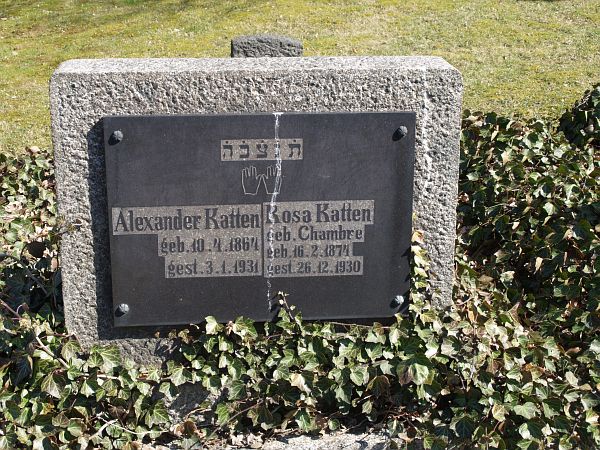 תנצבה
Alexander Katten
geb. 10.4.1864
gest. 3.1.1931
Rosa Katten
geb. Chambre
geb. 16.2.1874
gest. 26.12.1930